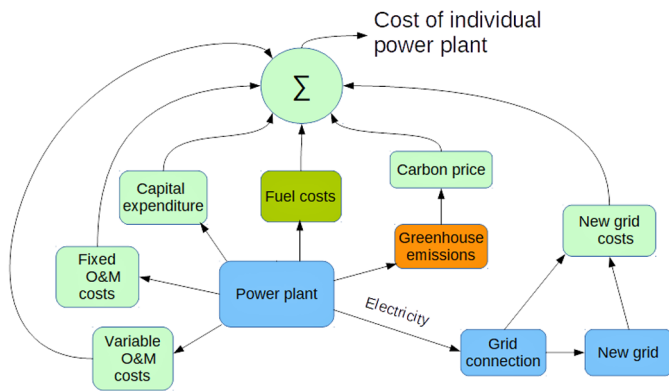 Cost of individual
power plant
∑
Capital
expenditure
Fuel costs
Carbon price
New grid
costs
Greenhouse
emissions
Fixed
O&M
costs
Power plant
Electricity
Variable
O&M
costs
Grid
connection
New grid